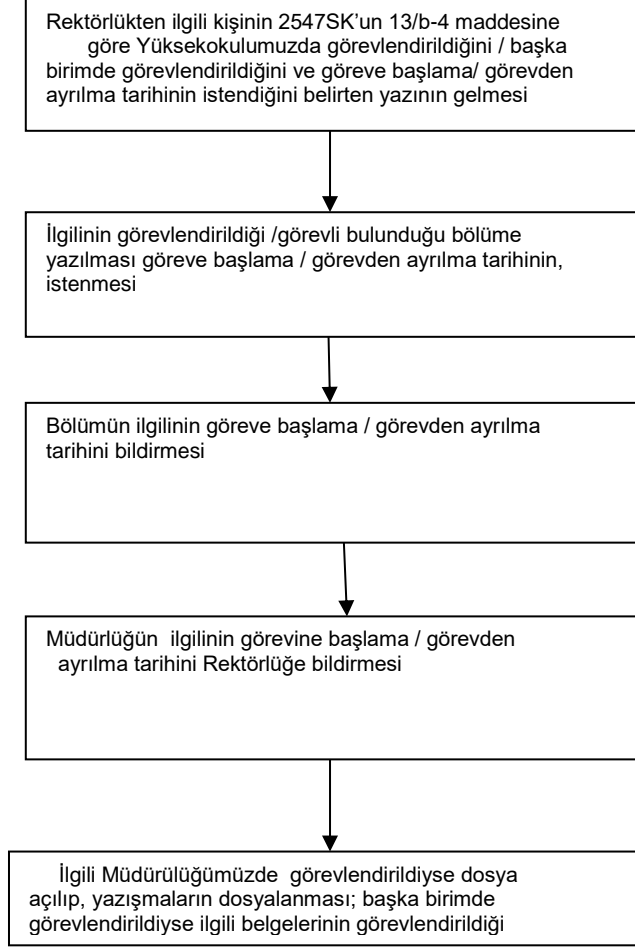 Rektörlükten ilgili kişinin 2547SK’un 13/b-4 maddesine
göre Yüksekokulumuzda görevlendirildiğini / başka
birimde görevlendirildiğini ve göreve başlama/ görevden
ayrılma tarihinin istendiğini belirten yazının gelmesi
İlgilinin görevlendirildiği /görevli bulunduğu bölüme
yazılması göreve başlama / görevden ayrılma tarihinin,
istenmesi
Bölümün ilgilinin göreve başlama / görevden ayrılma
tarihini bildirmesi
Müdürlüğün ilgilinin görevine başlama / görevden
ayrılma tarihini Rektörlüğe bildirmesi
İlgili Müdürülüğümüzde görevlendirildiyse dosya
açılıp, yazışmaların dosyalanması; başka birimde
görevlendirildiyse ilgili belgelerinin görevlendirildiği